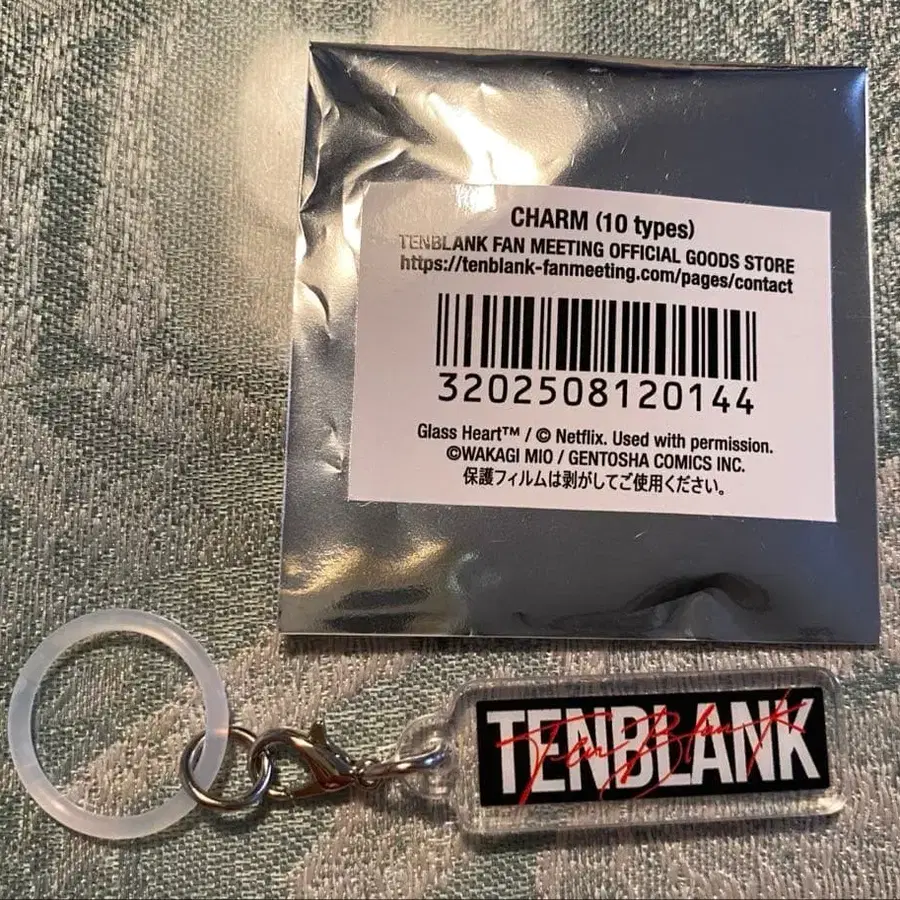 CHARM (10 types)
TENBLANK FAN MEETING OFFICIAL GOODS STORE
https://tenblank-fanmeeting.com/pages/contact
3202508120144
Glass Heart™ / © Netflix. Used with permission.
©WAKAGI MIO / GENTOSHA COMICS INC.
保護フィルムは剥がしてご使用ください。
TENBLANK
TenBlank